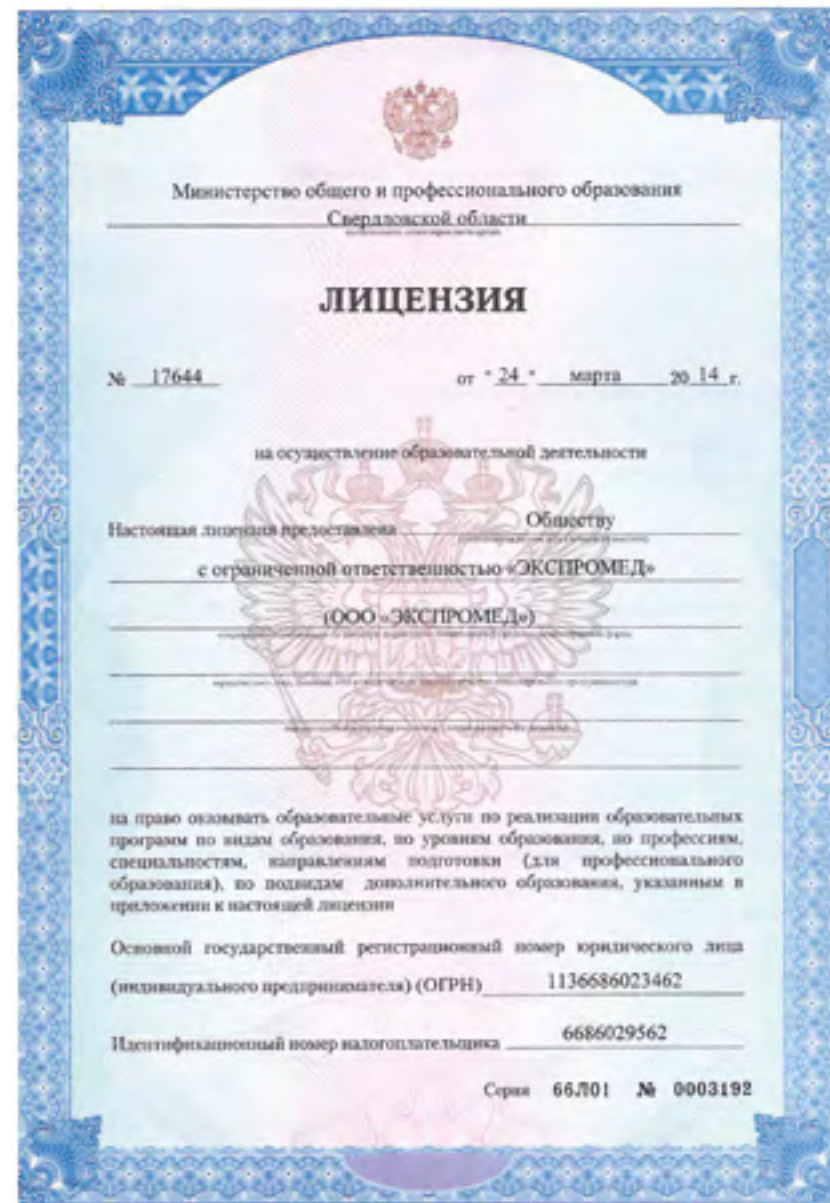 Министерство общего и профессионального образования
Свердловской области
ЛИЦЕНЗИЯ
№ 17644 от "24" марта 2014 г.
на осуществление образовательной деятельности
Настоящая лицензия предоставлена Обществу
с ограниченной ответственностью «ЭКСПРОМЕД»
(ООО «ЭКСПРОМЕД»)
на право оказывать образовательные услуги по реализации образовательных
программ по видам образования, по уровням образования, по профессиям,
специальностям, направлениям подготовки (для профессионального
образования), по подвидам дополнительного образования, указанным в
приложении к настоящей лицензии
Основной государственный регистрационный номер юридического лица
(индивидуального предпринимателя) (ОГРН) 1136686023462
Идентификационный номер налогоплательщика 6686029562
Серия 66Л01 № 0003192